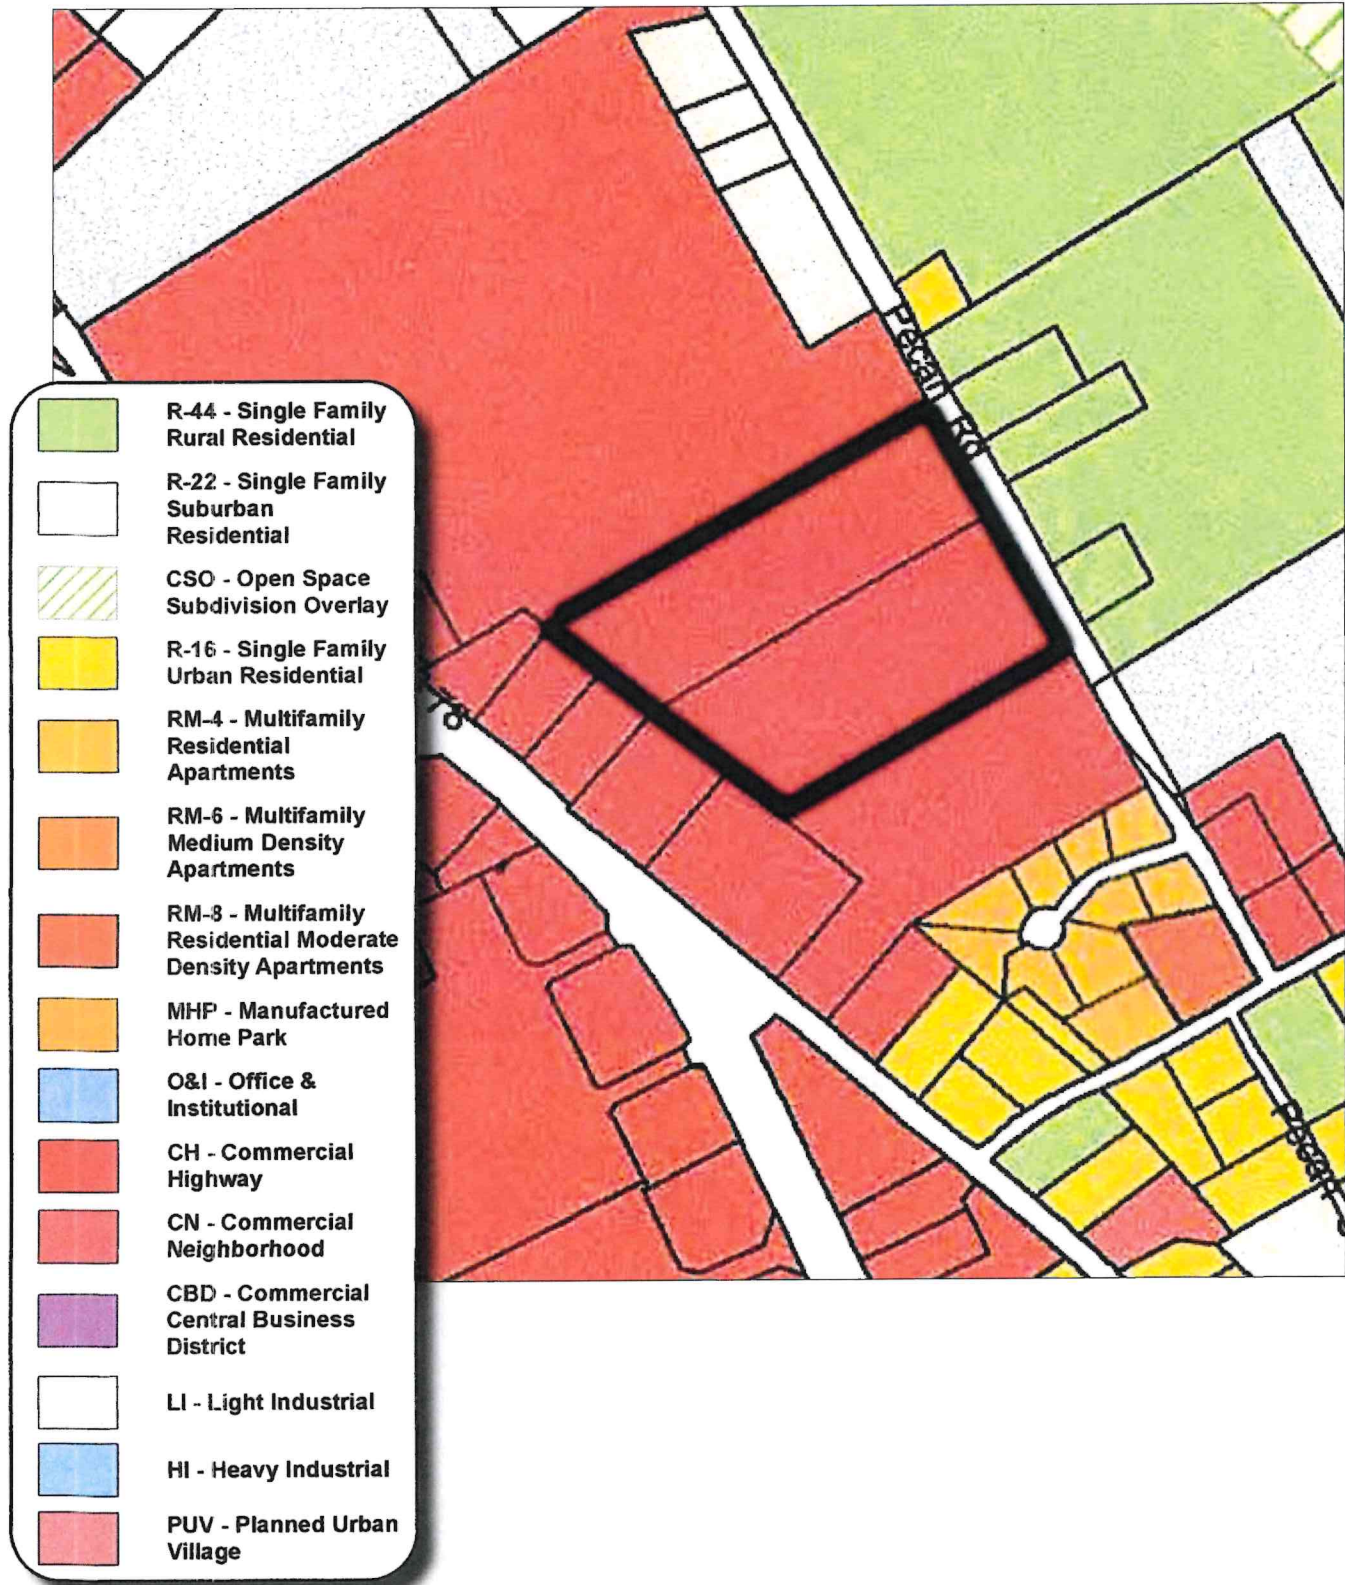 Pecan Rd
R-44 - Single Family
Rural Residential
R-22 - Single Family
Suburban
Residential
CSO - Open Space
Subdivision Overlay
R-16 - Single Family
Urban Residential
RM-4 - Multifamily
Residential
Apartments
RM-6 - Multifamily
Medium Density
Apartments
RM-8 - Multifamily
Residential Moderate
Density Apartments
MHP - Manufactured
Home Park
O&I - Office &
Institutional
CH - Commercial
Highway
CN - Commercial
Neighborhood
CBD - Commercial
Central Business
District
LI - Light Industrial
HI - Heavy Industrial
PUV - Planned Urban
Village
Pecan